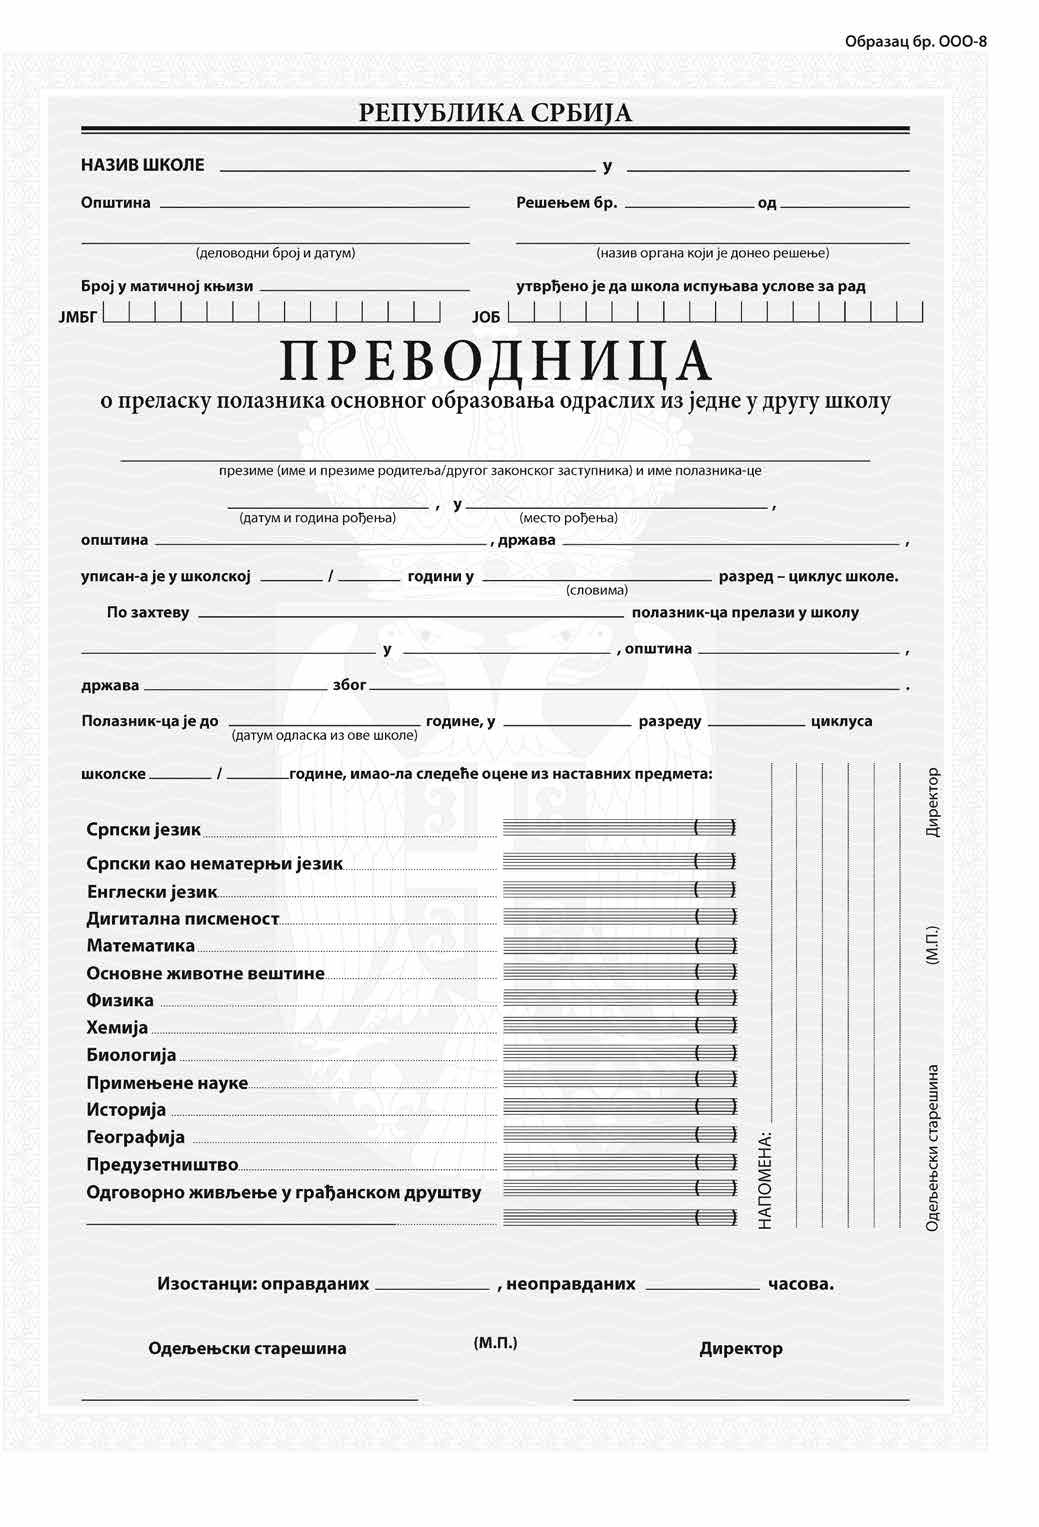 Образац бр. ООО-8
РЕПУБЛИКА СРБИЈА
НАЗИВ ШКОЛЕ у
Општина Решењем бр. од
(деловодни број и датум) (назив органа који је донео решење)
Број у матичној књизи утврђено је да школа испуњава услове за рад
ЈМБГ ЈОБ
ПРЕВОДНИЦА
о преласку полазника основног образовања одраслих из једне у другу школу
презиме (име и презиме родитеља/другог законског заступника) и име полазника-це
, у ,
(датум и година рођења) (место рођења)
општина , држава ,
уписан-а је у школској / години у разред – циклус школе.
(словима)
По захтеву полазник-ца прелази у школу
у , општина ,
држава због .
Полазник-ца је до године, у разреду циклуса
(датум одласка из ове школе)
школске / године, имао-ла следеће оцене из наставних предмета:
Српски језик ( )
Српски као нематерњи језик ( )
Енглески језик ( )
Дигитална писменост ( )
Математика ( )
Основне животне вештине ( )
Физика ( )
Хемија ( )
Биологија ( )
Примењене науке ( )
Историја ( )
Географија ( )
Предузетништво ( )
Одговорно живљење у грађанском друштву ( )
( )
НАПОМЕНА:
Одељењски старешина (М.П.) Директор
Изостанци: оправданих , неоправданих часова.
Одељењски старешина (М.П.) Директор